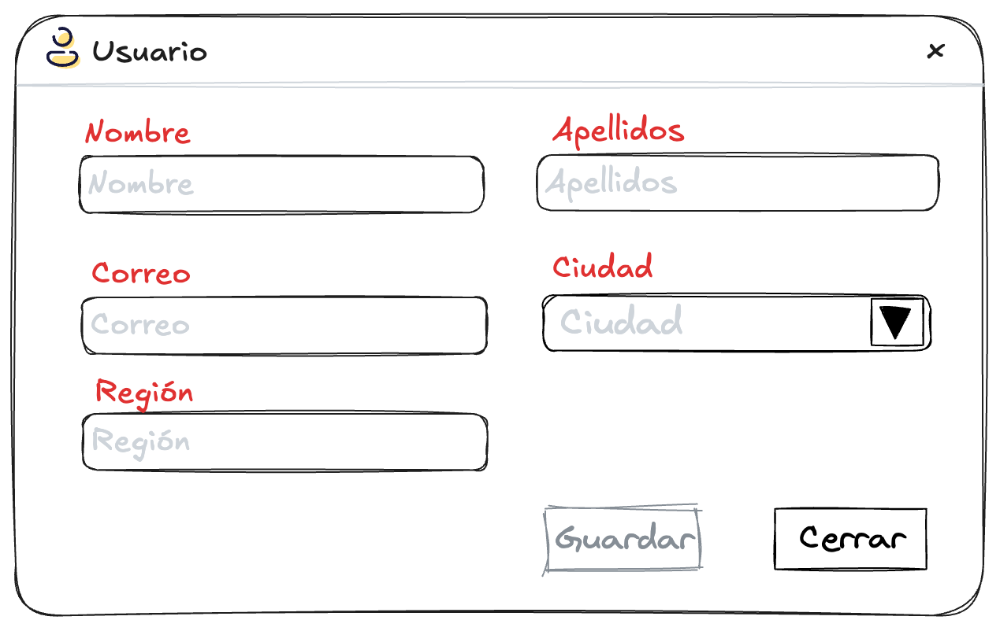 Usuario
×
Nombre
Apellidos
Nombre
Apellidos
Correo
Ciudad
Correo
Ciudad
Región
Región
Guardar
Cerrar